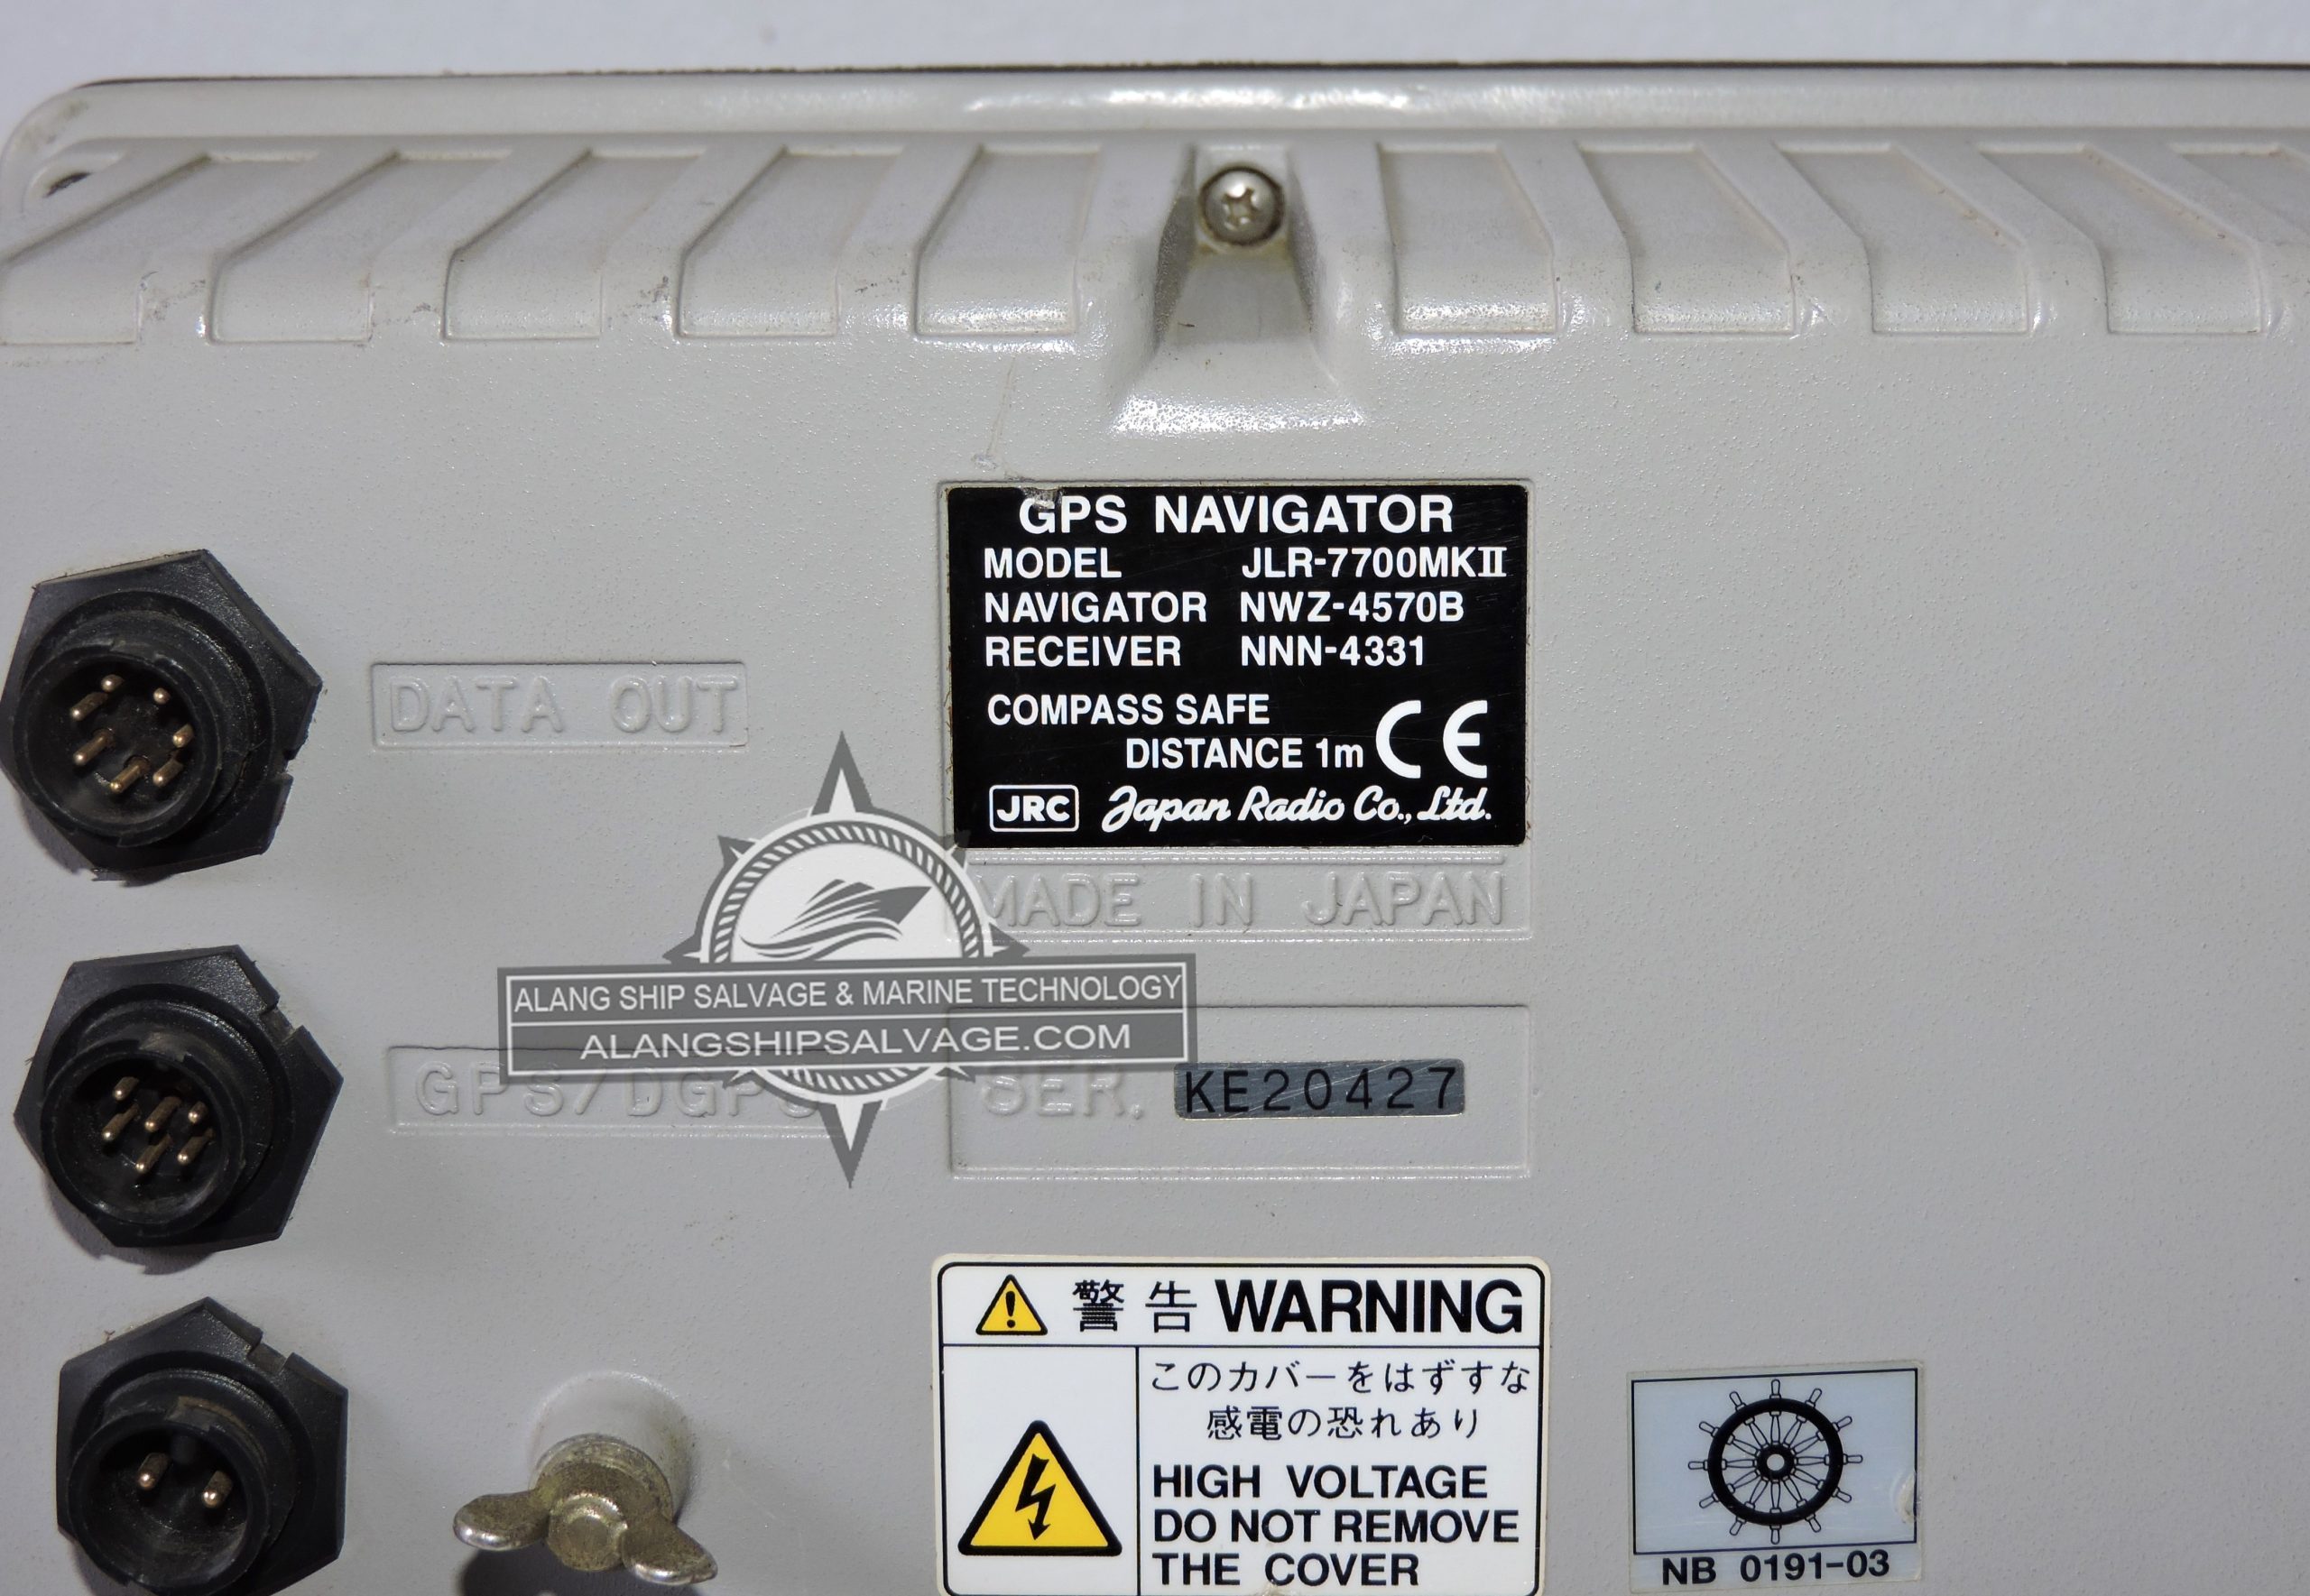 GPS NAVIGATOR
MODEL JLR-7700MKⅡ
NAVIGATOR NWZ-4570B
RECEIVER NNN-4331
COMPASS SAFE
DISTANCE 1m CE
JRC Japan Radio Co., Ltd.
DATA OUT
MADE IN JAPAN
ALANG SHIP SALVAGE & MARINE TECHNOLOGY
ALANGSHIPSALVAGE.COM
GPS/DGPS
SER. KE20427
警告 WARNING
このカバーをはずすな
感電の恐れあり
HIGH VOLTAGE
DO NOT REMOVE
THE COVER
NB 0191-03